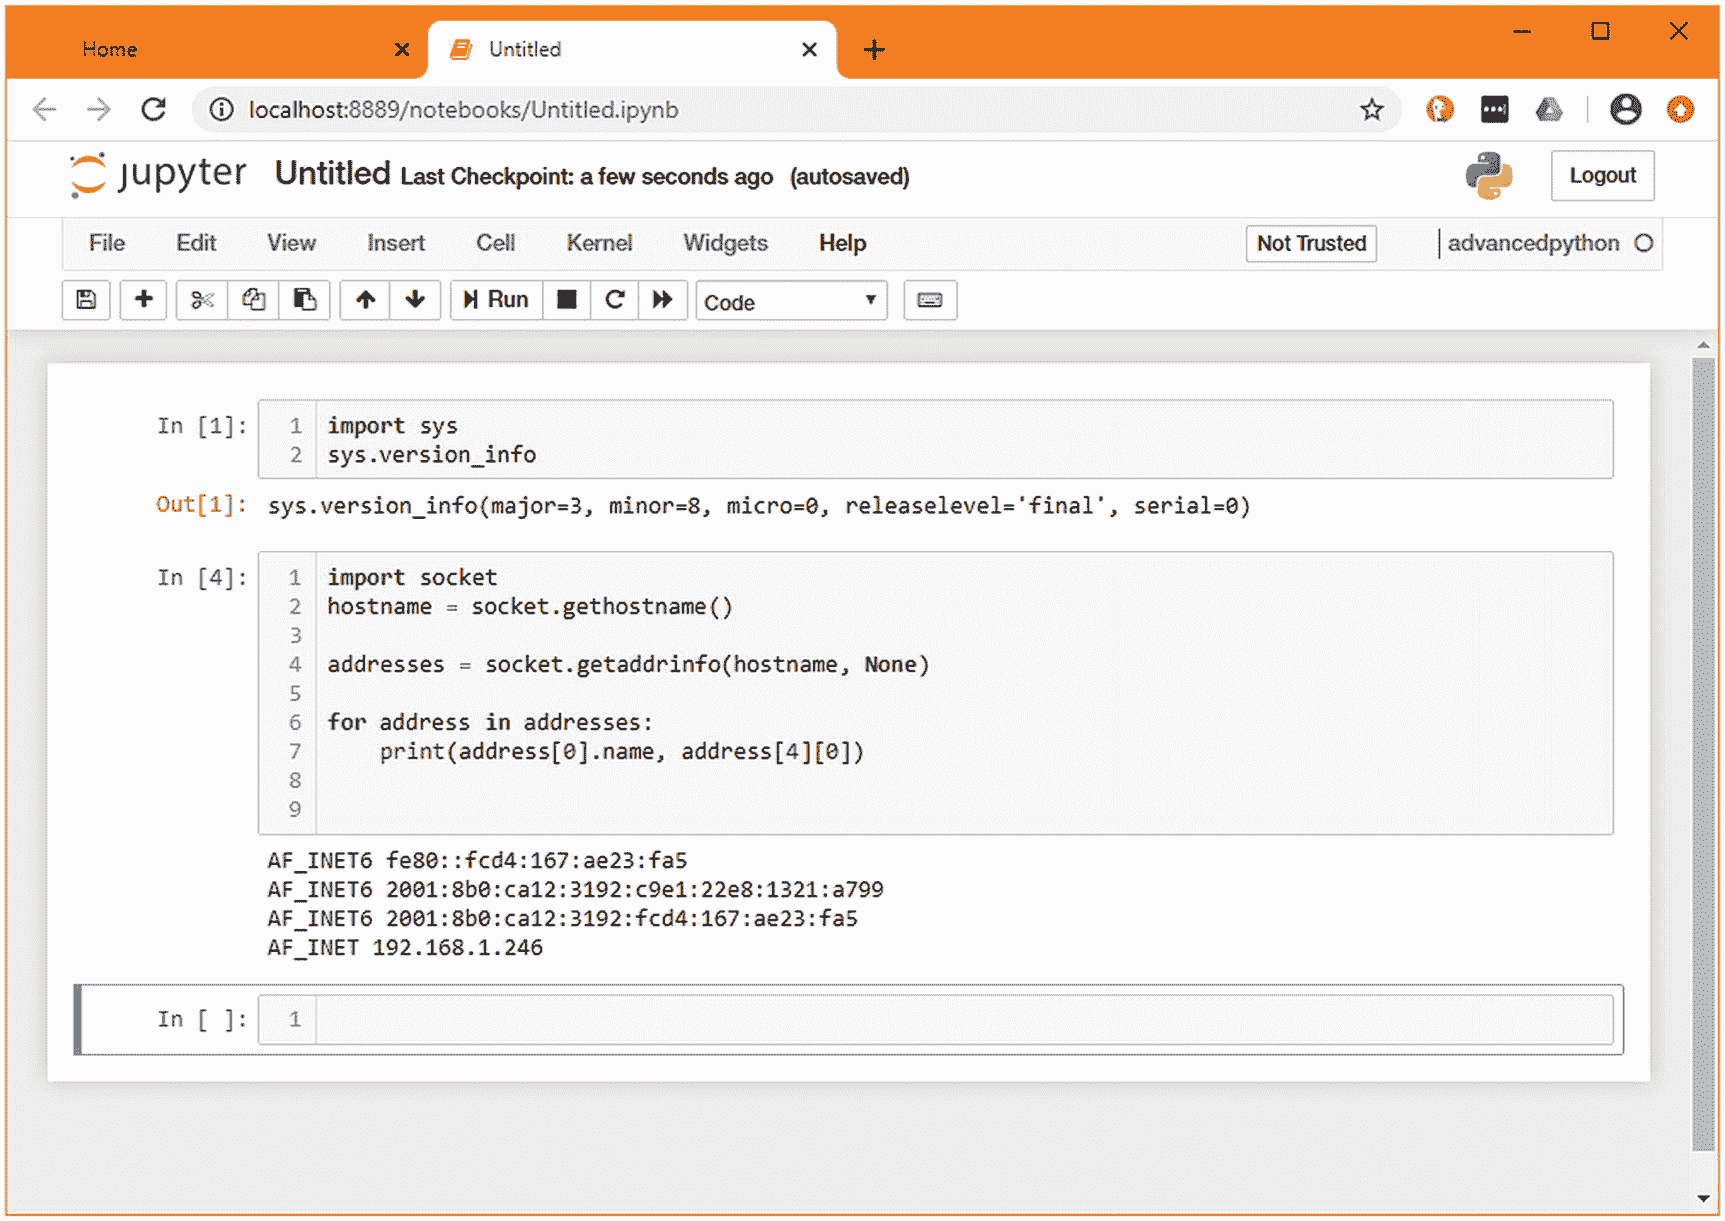 Home
Untitled
localhost:8889/notebooks/Untitled.ipynb
jupyter Untitled Last Checkpoint: a few seconds ago (autosaved)
Logout
File Edit View Insert Cell Kernel Widgets Help
Not Trusted
advancedpython
Run
Code
In [1]:
1 import sys
2 sys.version_info
Out[1]: sys.version_info(major=3, minor=8, micro=0, releaselevel='final', serial=0)
In [4]:
1 import socket
2 hostname = socket.gethostname()
3
4 addresses = socket.getaddrinfo(hostname, None)
5
6 for address in addresses:
7     print(address[0].name, address[4][0])
8
9
AF_INET6 fe80::fcd4:167:ae23:fa5
AF_INET6 2001:8b0:ca12:3192:c9e1:22e8:1321:a799
AF_INET6 2001:8b0:ca12:3192:fcd4:167:ae23:fa5
AF_INET 192.168.1.246
In [ ]:
1